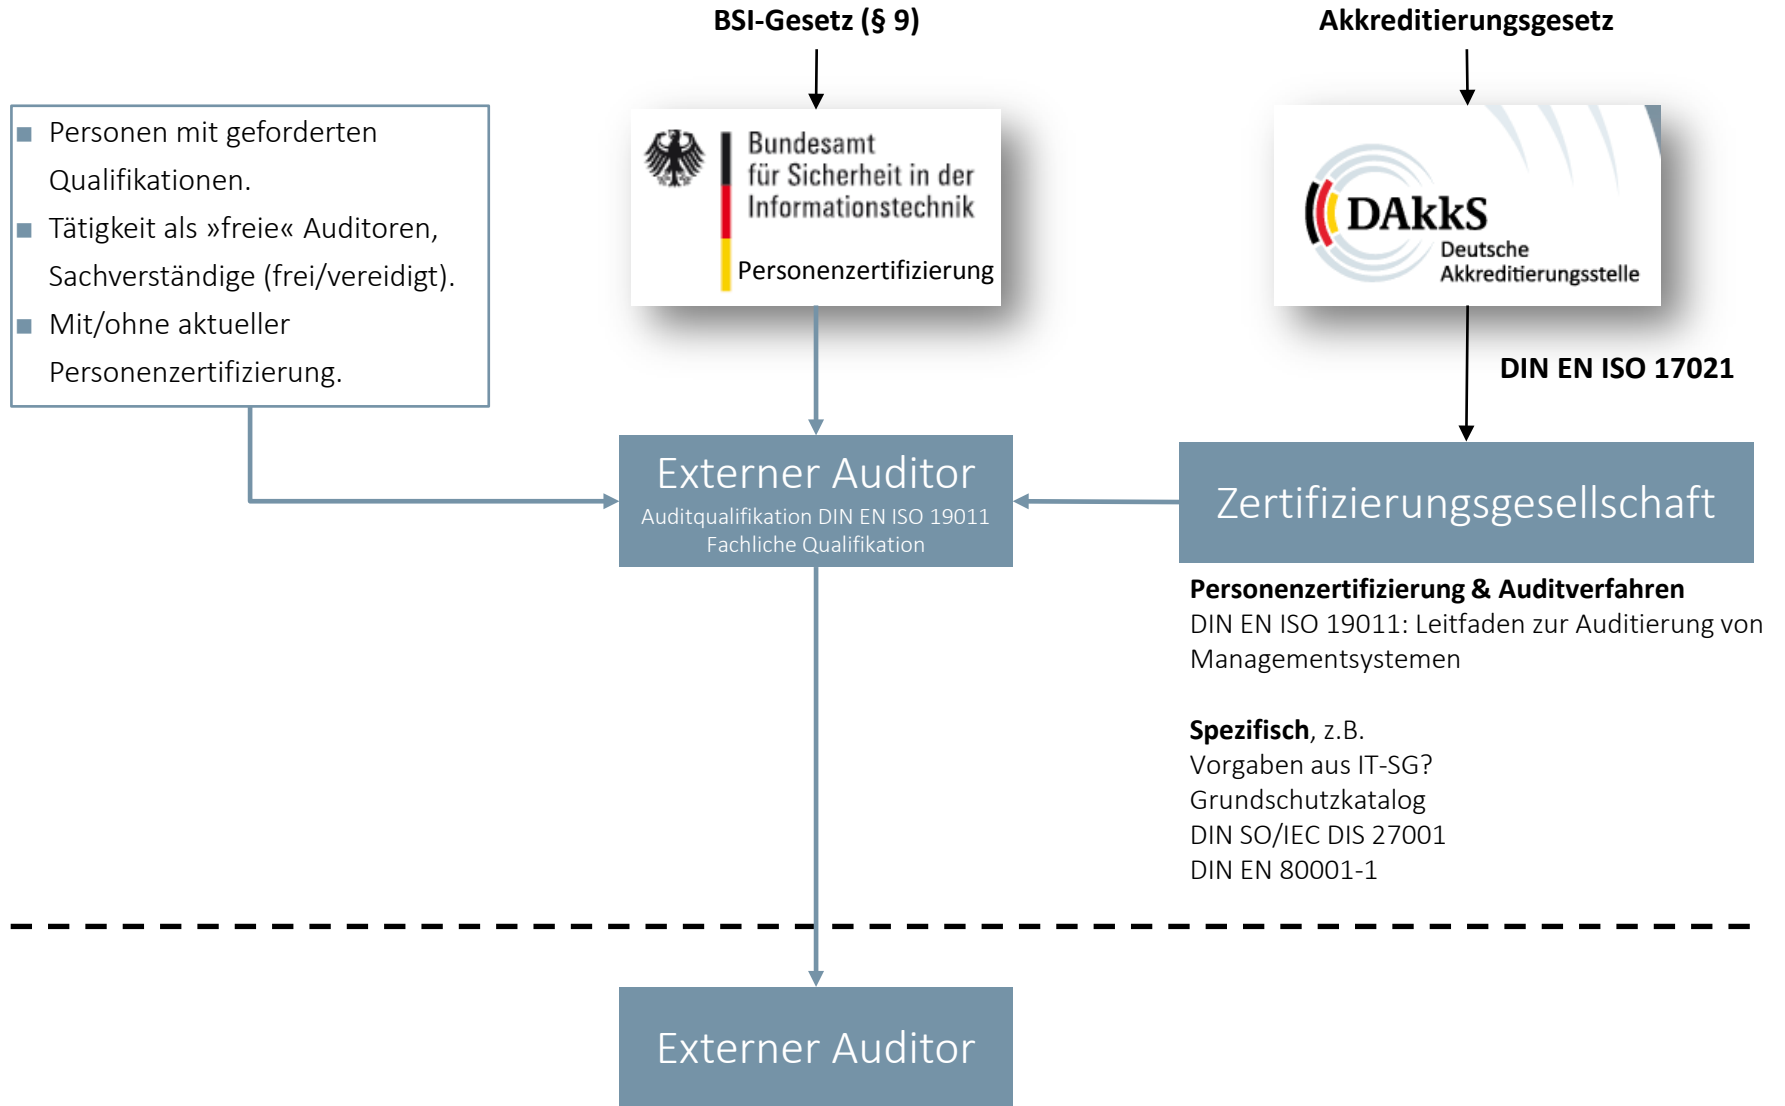 BSI-Gesetz (§ 9)
Akkreditierungsgesetz
Personen mit geforderten
Qualifikationen.
Tätigkeit als »freie« Auditoren,
Sachverständige (frei/vereidigt).
Mit/ohne aktueller
Personenzertifizierung.
Bundesamt
für Sicherheit in der
Informationstechnik
Personenzertifizierung
DAkkS
Deutsche
Akkreditierungsstelle
DIN EN ISO 17021
Externer Auditor
Auditqualifikation DIN EN ISO 19011
Fachliche Qualifikation
Zertifizierungsgesellschaft
Personenzertifizierung & Auditverfahren
DIN EN ISO 19011: Leitfaden zur Auditierung von
Managementsystemen
Spezifisch, z.B.
Vorgaben aus IT-SG?
Grundschutzkatalog
DIN SO/IEC DIS 27001
DIN EN 80001-1
Externer Auditor